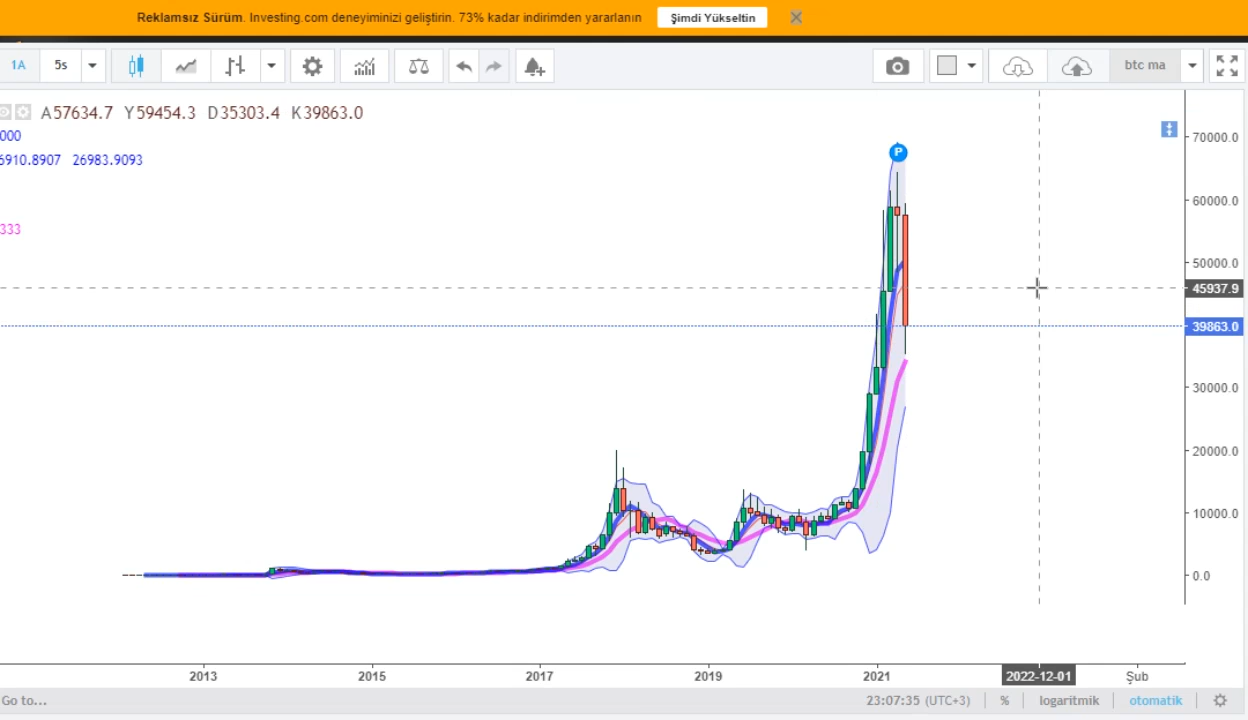 Reklamsız Sürüm. Investing.com deneyiminizi geliştirin. 73% kadar indirimden yararlanın Şimdi Yükseltin
1A 5s btc ma
A57634.7 Y59454.3 D35303.4 K39863.0
000
6910.8907 26983.9093
333
P
70000.0
60000.0
50000.0
45937.9
39863.0
30000.0
20000.0
10000.0
0.0
2013 2015 2017 2019 2021 2022-12-01 Şub
Go to... 23:07:35 (UTC+3) % logaritmik otomatik